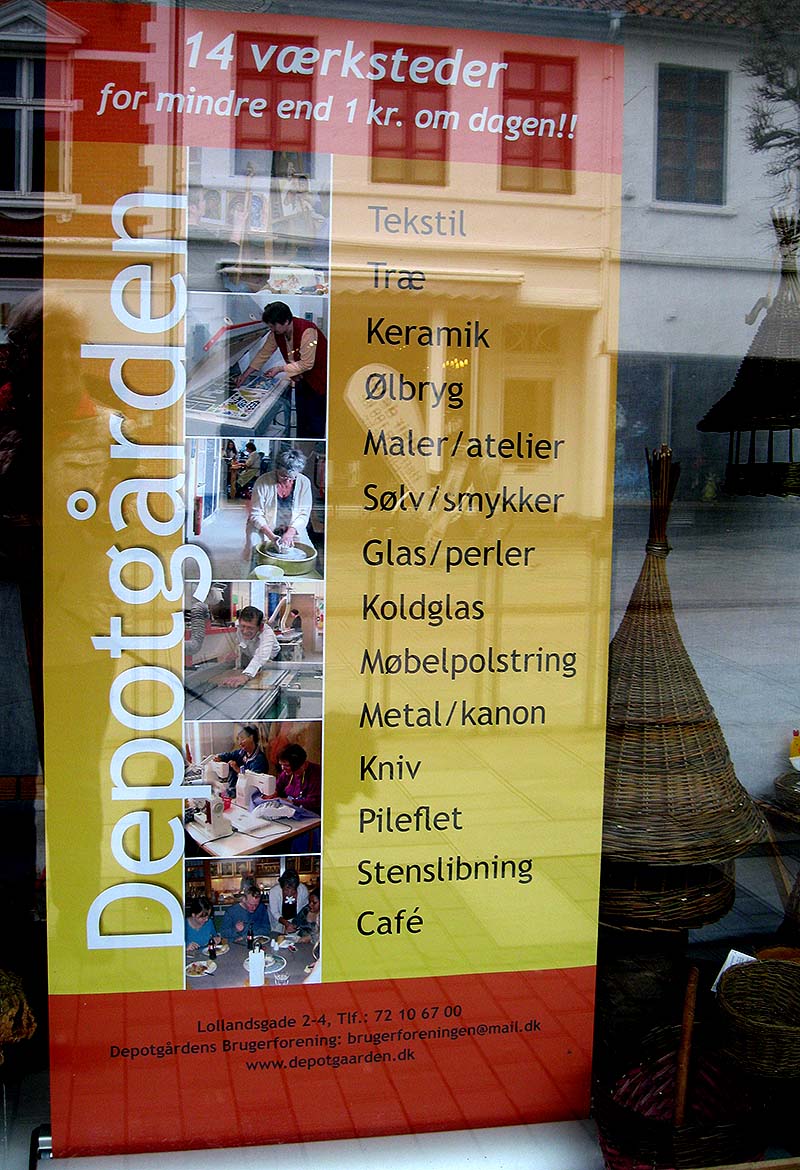 14 værksteder
for mindre end 1 kr. om dagen!!
Depotgården
Tekstil
Træ
Keramik
Ølbryg
Maler/atelier
Sølv/smykker
Glas/perler
Koldglas
Møbelpolstring
Metal/kanon
Kniv
Pileflet
Stenslibning
Café
Lollandsgade 2-4, Tlf.: 72 10 67 00
Depotgårdens Brugerforening: brugerforeningen@mail.dk
www.depotgaarden.dk